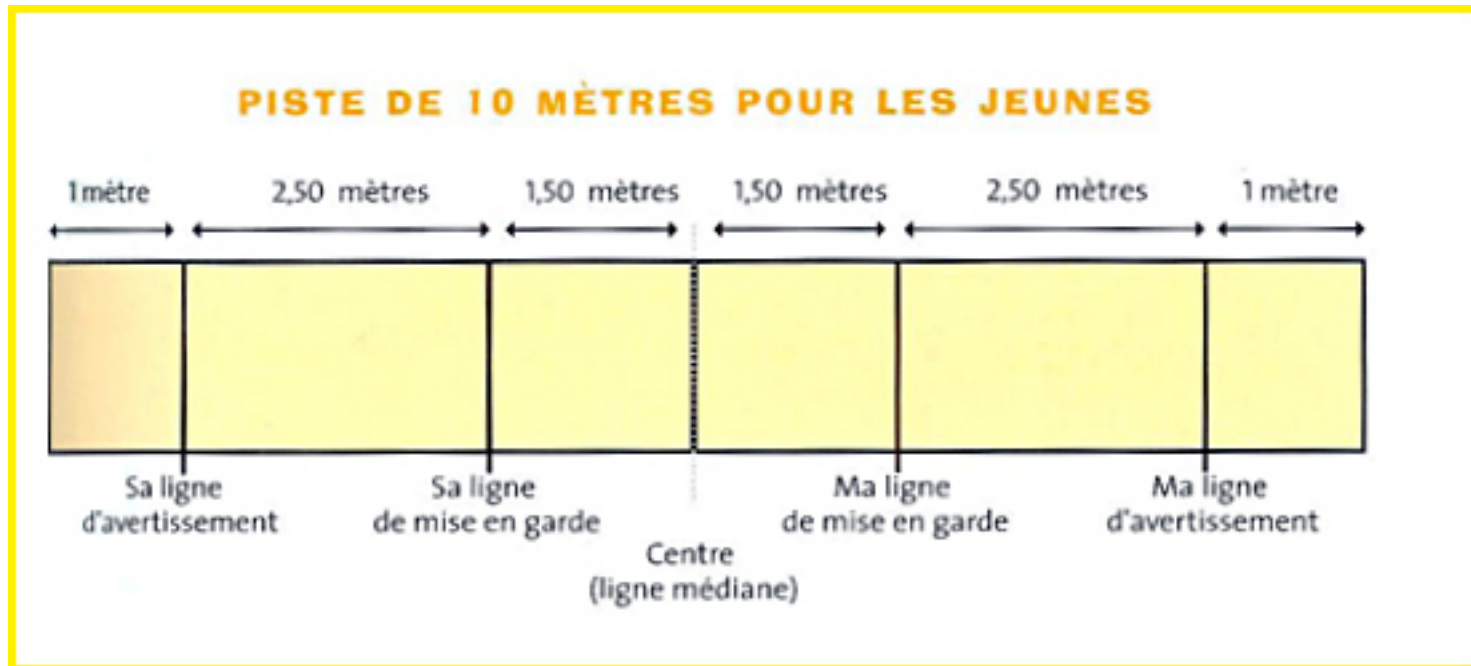 PISTE DE 10 MÈTRES POUR LES JEUNES
1 mètre 2,50 mètres 1,50 mètres 1,50 mètres 2,50 mètres 1 mètre
Sa ligne d'avertissement
Sa ligne de mise en garde
Centre (ligne médiane)
Ma ligne de mise en garde
Ma ligne d'avertissement